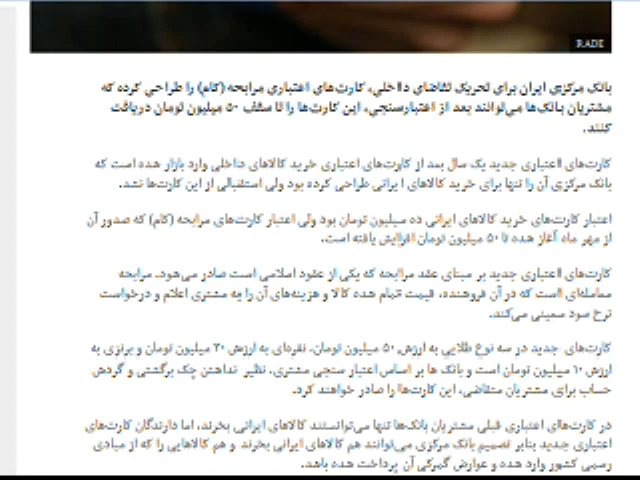 RADE
بانک مرکزی ایران برای تحریک تقاضای داخلی، کارت‌های اعتباری مرابحه (کام) را طراحی کرده که
مشتریان بانک‌ها می‌توانند بعد از اعتبارسنجی، این کارت‌ها را تا سقف ۵۰ میلیون تومان دریافت
کنند.
کارت‌های اعتباری جدید یک سال بعد از کارت‌های اعتباری خرید کالاهای داخلی وارد بازار شده است که
بانک مرکزی آن را تنها برای خرید کالاهای ایرانی طراحی کرده بود ولی استقبالی از این کارت‌ها نشد.
اعتبار کارت‌های خرید کالاهای ایرانی ده میلیون تومان بود ولی اعتبار کارت‌های مرابحه (کام) که صدور آن
از مهر ماه آغاز شده تا ۵۰ میلیون تومان افزایش یافته است.
کارت‌های اعتباری جدید بر مبنای عقد مرابحه که یکی از عقود اسلامی است صادر می‌شود. مرابحه
معامله‌ای است که در آن فروشنده، قیمت تمام شده کالا و هزینه‌های آن را به مشتری اعلام و درخواست
نرخ سود معینی می‌کند.
کارت‌های جدید در سه نوع طلایی به ارزش ۵۰ میلیون تومان، نقره‌ای به ارزش ۳۰ میلیون تومان و برنزی به
ارزش ۱۰ میلیون تومان است و بانک ها بر اساس اعتبار سنجی مشتری، نظیر نداشتن چک برگشتی و گردش
حساب برای مشتریان متقاضی، این کارت‌ها را صادر خواهند کرد.
در کارت‌های اعتباری قبلی مشتریان بانک‌ها تنها می‌توانستند کالاهای ایرانی بخرند، اما دارندگان کارت‌های
اعتباری جدید بنابر تصمیم بانک مرکزی می‌توانند هم کالاهای ایرانی بخرند و هم کالاهایی را که از مبادی
رسمی کشور وارد شده و عوارض گمرکی آن پرداخت شده باشد.